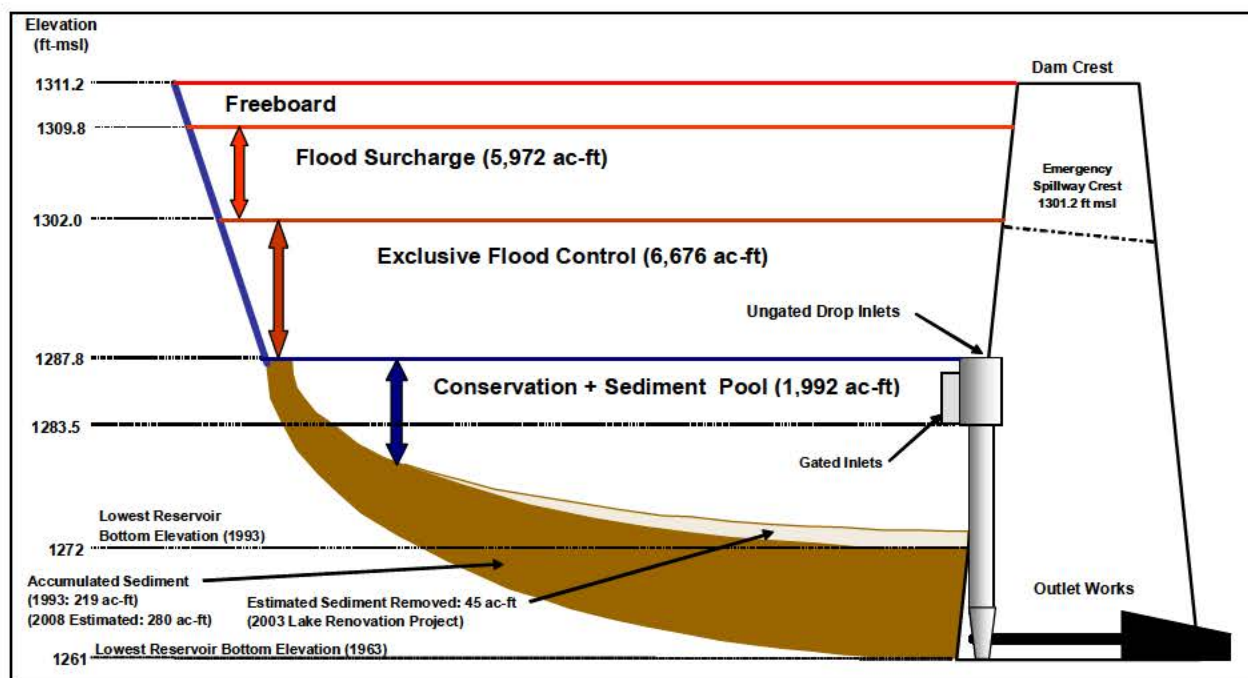 Elevation
(ft-msl)
1311.2
Dam Crest
Freeboard
1309.8
Flood Surcharge (5,972 ac-ft)
Emergency
Spillway Crest
1301.2 ft msl
1302.0
Exclusive Flood Control (6,676 ac-ft)
Ungated Drop Inlets
1287.8
Conservation + Sediment Pool (1,992 ac-ft)
1283.5
Gated Inlets
Lowest Reservoir
Bottom Elevation (1993)
1272
Accumulated Sediment
(1993: 219 ac-ft)
(2008 Estimated: 280 ac-ft)
Estimated Sediment Removed: 45 ac-ft
(2003 Lake Renovation Project)
Outlet Works
Lowest Reservoir Bottom Elevation (1963)
1261